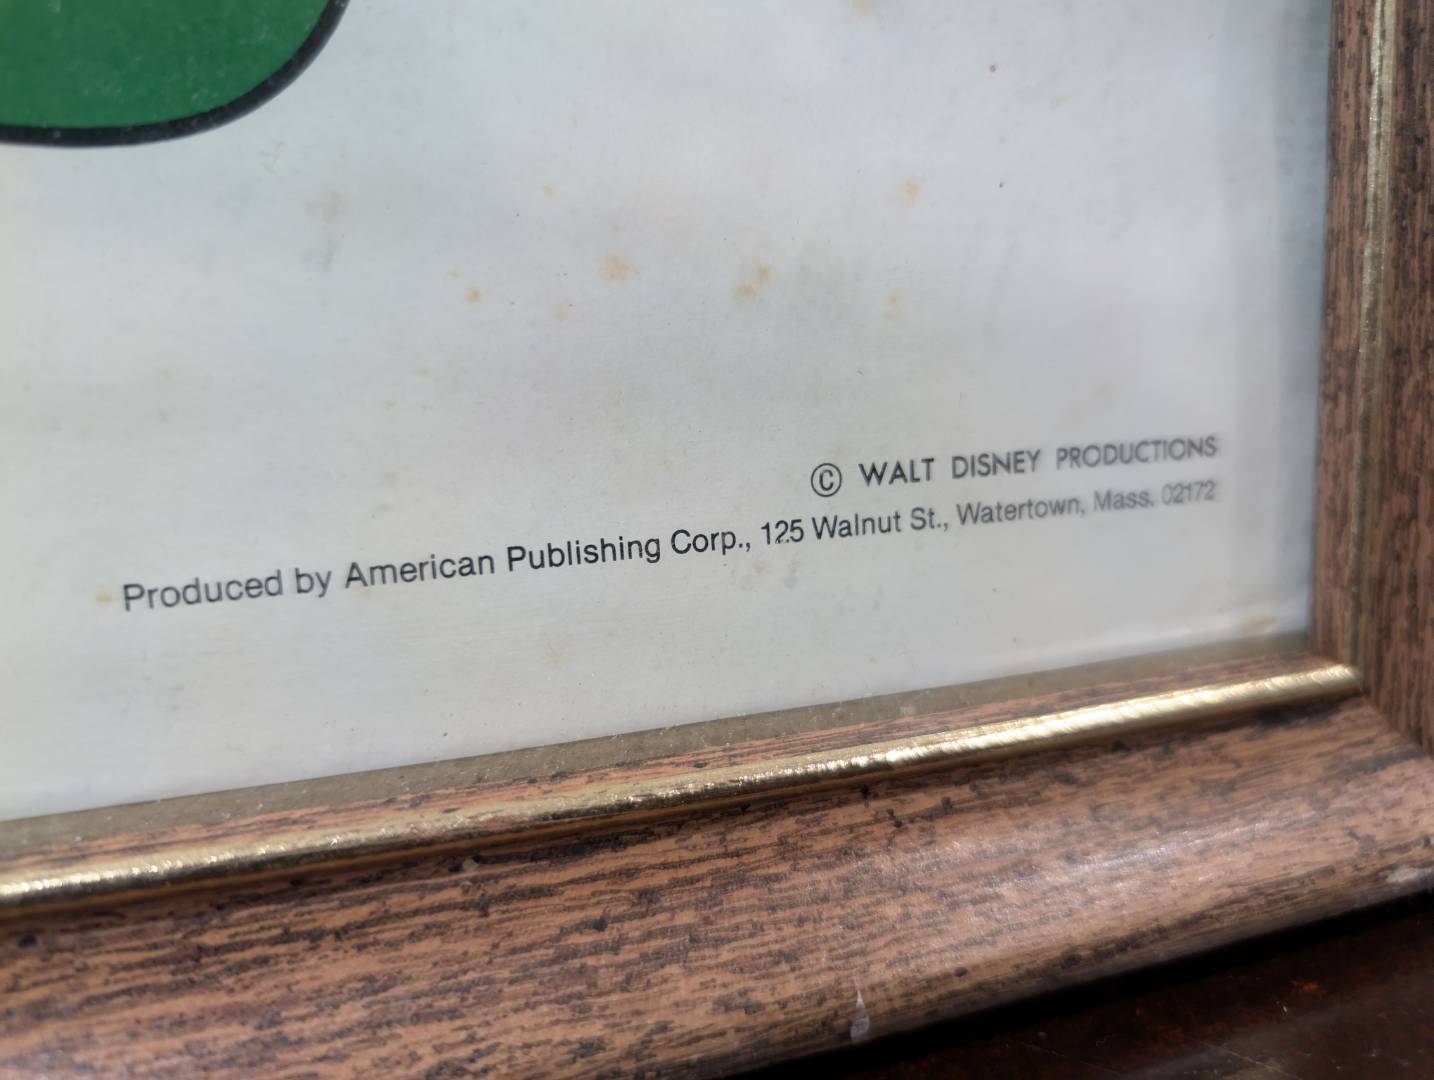 © WALT DISNEY PRODUCTIONS
Produced by American Publishing Corp., 125 Walnut St., Watertown, Mass. 02172